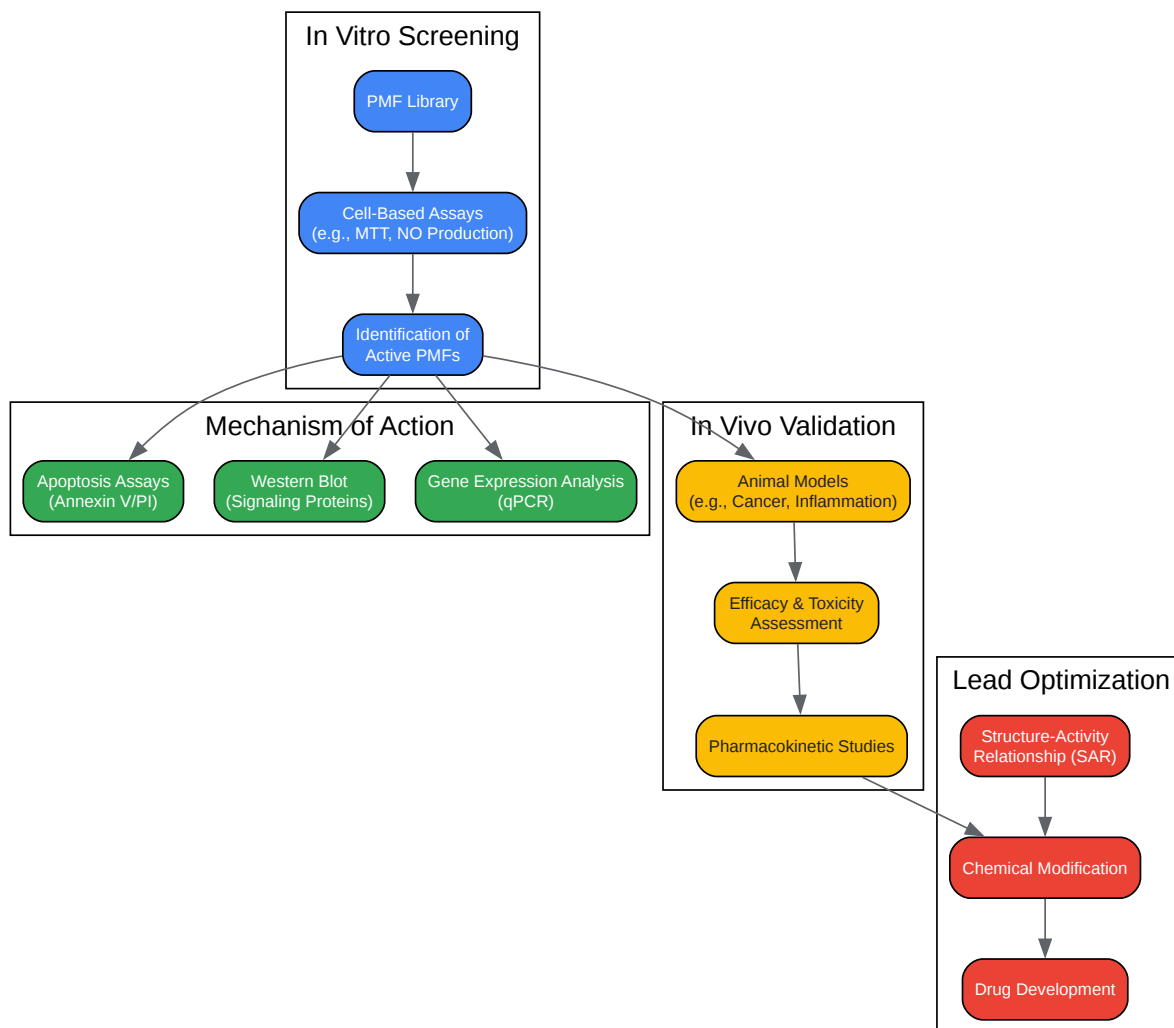 In Vitro Screening
PMF Library
Cell-Based Assays
(e.g., MTT, NO Production)
Identification of
Active PMFs
Mechanism of Action
Apoptosis Assays
(Annexin V/PI)
Western Blot
(Signaling Proteins)
Gene Expression Analysis
(qPCR)
In Vivo Validation
Animal Models
(e.g., Cancer, Inflammation)
Efficacy & Toxicity
Assessment
Pharmacokinetic Studies
Lead Optimization
Structure-Activity
Relationship (SAR)
Chemical Modification
Drug Development